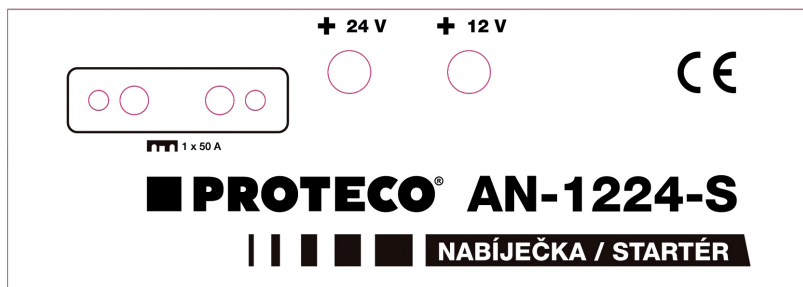 + 24 V + 12 V
CE
1 x 50 A
PROTECO® AN-1224-S
NABÍJEČKA / STARTÉR